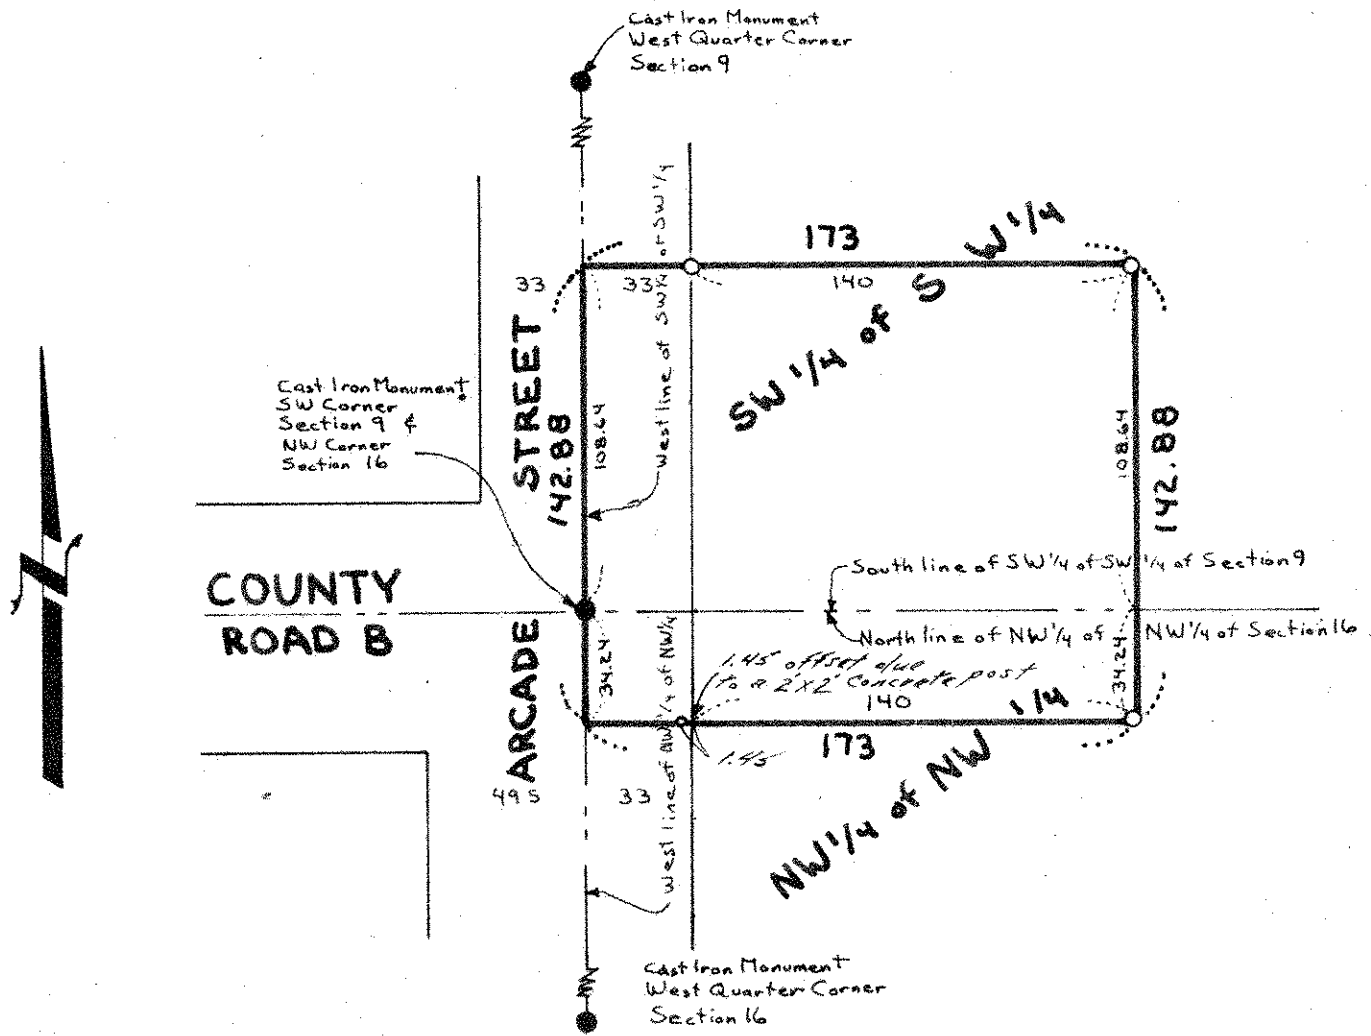 Cast Iron Monument
West Quarter Corner
Section 9
173
33
33
140
SW 1/4 of SW 1/4
West line of SW 1/4 of SW 1/4
Cast Iron Monument
SW Corner
Section 9 &
NW Corner
Section 16
ARCADE STREET
142.88
108.64
108.64
142.88
COUNTY
ROAD B
South line of SW 1/4 of SW 1/4 of Section 9
North line of NW 1/4 of NW 1/4 of Section 16
34.24
34.24
1.45 offset due
to a 2'x2' Concrete post
140
173
1.45
49 5
33
West line of NW 1/4 of NW 1/4
NW 1/4 of NW 1/4
Cast Iron Monument
West Quarter Corner
Section 16